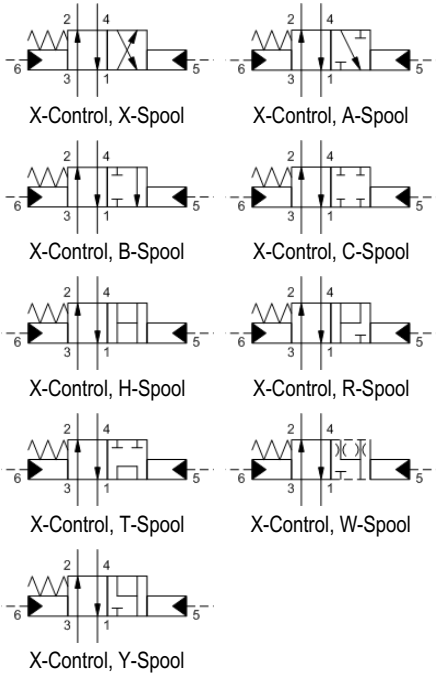 2 4 2 4
6 3 1 5 6 3 1 5
X-Control, X-Spool X-Control, A-Spool
2 4 2 4
6 3 1 5 6 3 1 5
X-Control, B-Spool X-Control, C-Spool
2 4 2 4
6 3 1 5 6 3 1 5
X-Control, H-Spool X-Control, R-Spool
2 4 2 4
6 3 1 5 6 3 1 5
X-Control, T-Spool X-Control, W-Spool
2 4
6 3 1 5
X-Control, Y-Spool